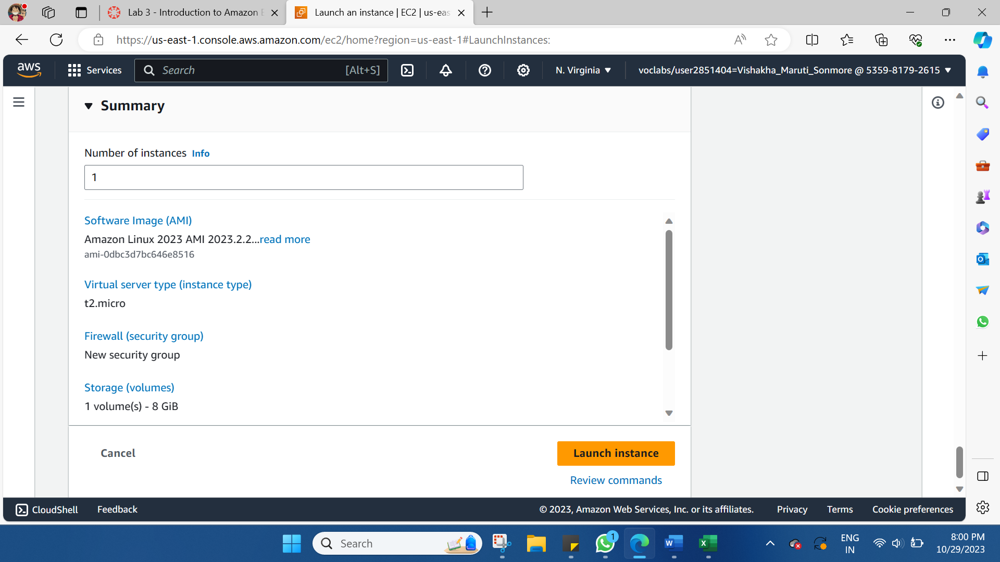 Lab 3 - Introduction to Amazon E
Launch an instance | EC2 | us-eas
https://us-east-1.console.aws.amazon.com/ec2/home?region=us-east-1#LaunchInstances:
aws
Services
Search
[Alt+S]
N. Virginia
voclabs/user2851404=Vishakha_Maruti_Sonmore @ 5359-8179-2615
Summary
Number of instances Info
1
Software Image (AMI)
Amazon Linux 2023 AMI 2023.2.2...read more
ami-0dbc3d7bc646e8516
Virtual server type (instance type)
t2.micro
Firewall (security group)
New security group
Storage (volumes)
1 volume(s) - 8 GiB
Cancel
Launch instance
Review commands
CloudShell
Feedback
© 2023, Amazon Web Services, Inc. or its affiliates.
Privacy
Terms
Cookie preferences
Search
1
ENG
IN
8:00 PM
10/29/2023